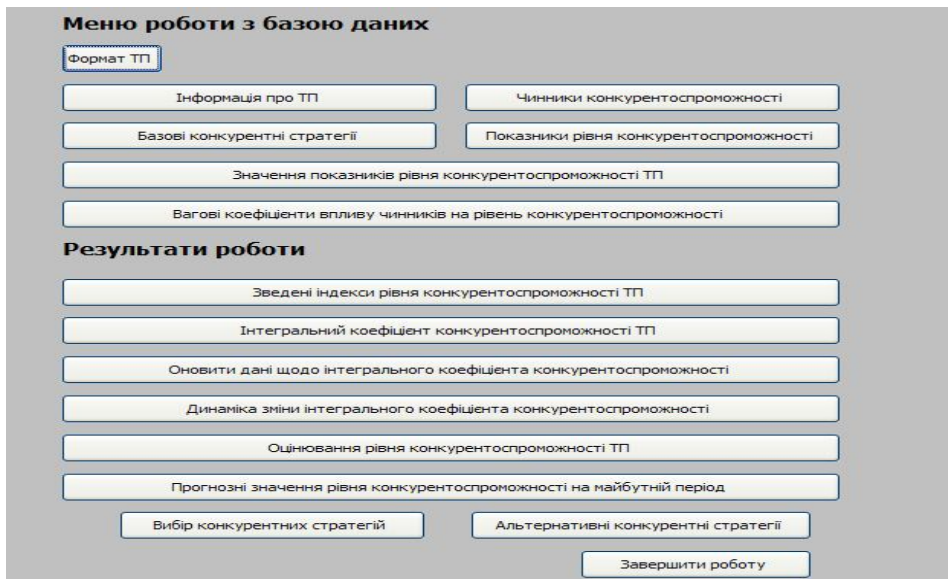 Меню роботи з базою даних
Формат ТП
Інформація про ТП
Чинники конкурентоспроможності
Базові конкурентні стратегії
Показники рівня конкурентоспроможності
Значення показників рівня конкурентоспроможності ТП
Вагові коефіцієнти впливу чинників на рівень конкурентоспроможності
Результати роботи
Зведені індекси рівня конкурентоспроможності ТП
Інтегральний коефіцієнт конкурентоспроможності ТП
Оновити дані щодо інтегрального коефіцієнта конкурентоспроможності
Динаміка зміни інтегрального коефіцієнта конкурентоспроможності
Оцінювання рівня конкурентоспроможності ТП
Прогнозні значення рівня конкурентоспроможності на майбутній період
Вибір конкурентних стратегій
Альтернативні конкурентні стратегії
Завершити роботу